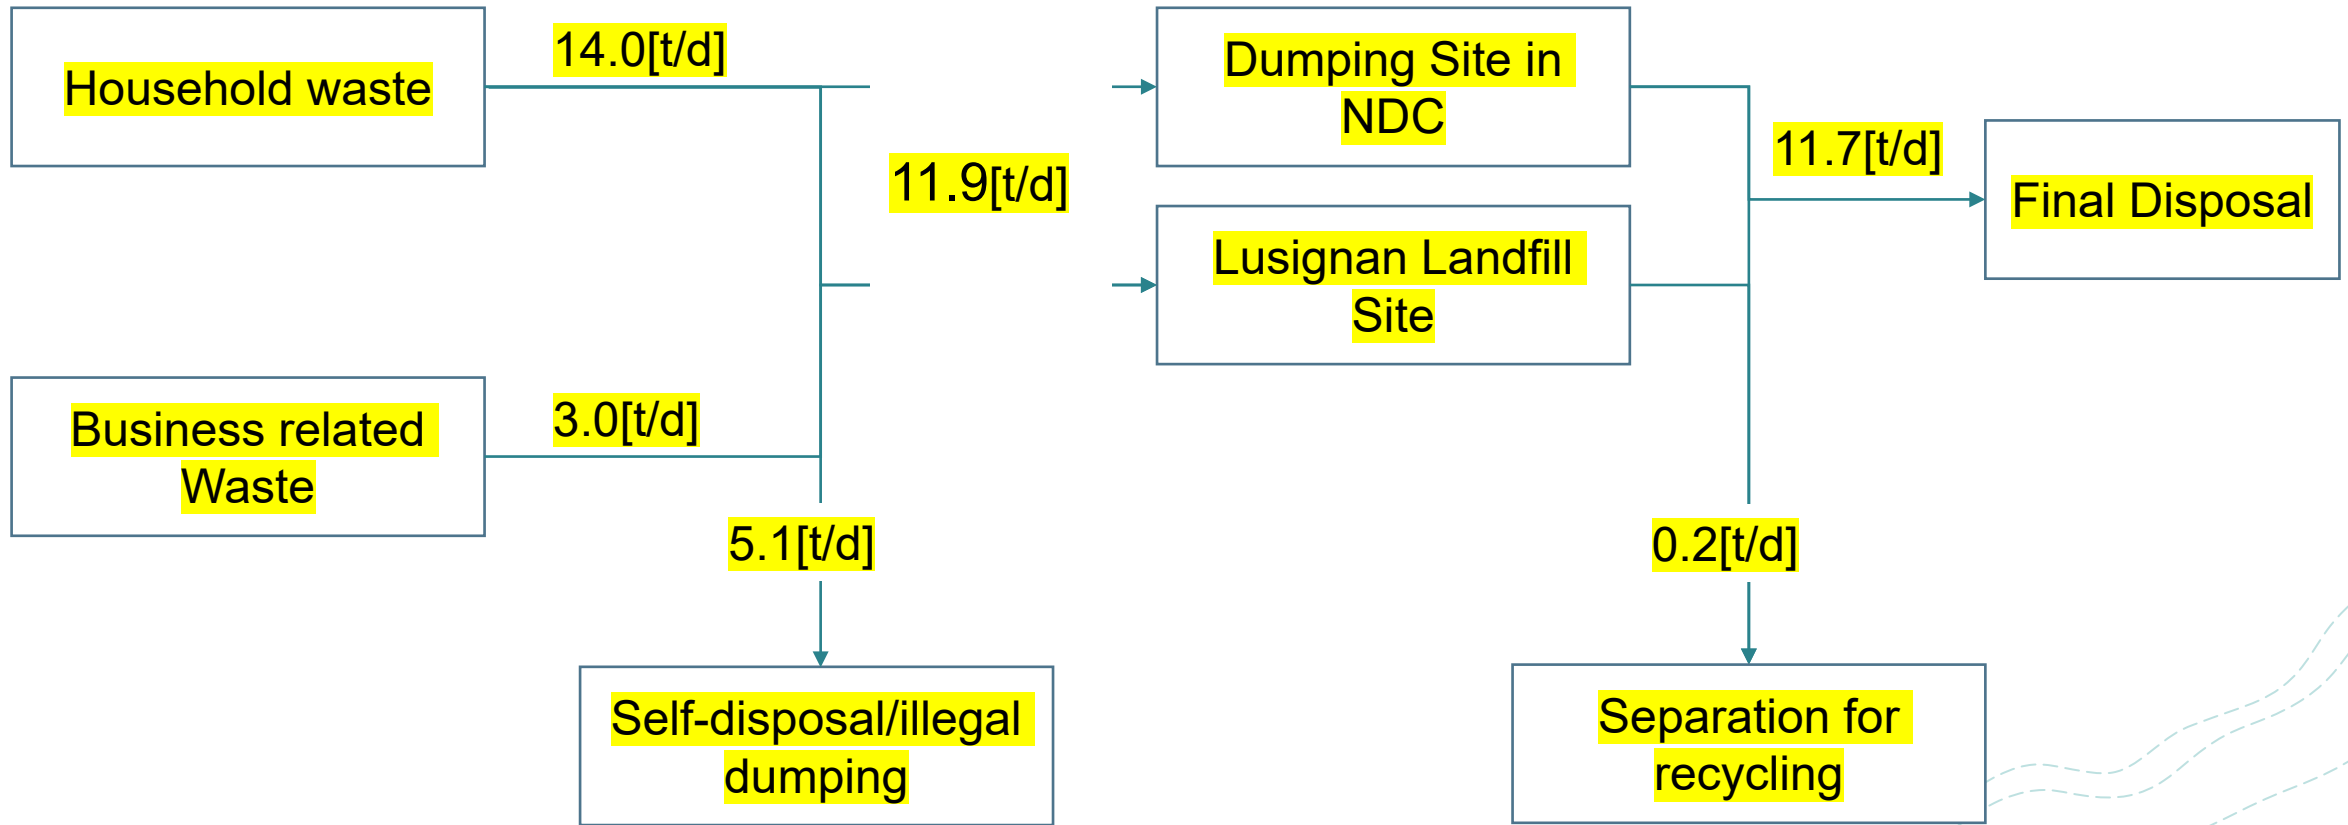 Household waste
14.0[t/d]
Business related
Waste
3.0[t/d]
11.9[t/d]
5.1[t/d]
Self-disposal/illegal
dumping
Dumping Site in
NDC
Lusignan Landfill
Site
11.7[t/d]
Final Disposal
0.2[t/d]
Separation for
recycling